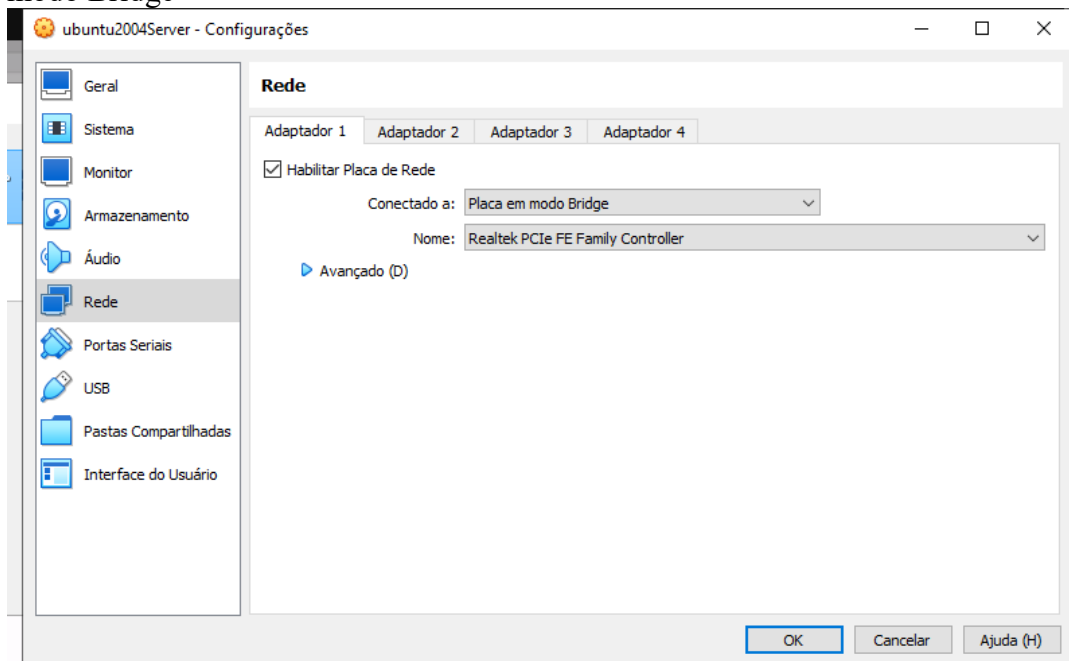 modo Bridge
ubuntu2004Server - Configurações
Geral
Sistema
Monitor
Armazenamento
Áudio
Rede
Portas Seriais
USB
Pastas Compartilhadas
Interface do Usuário
Rede
Adaptador 1 Adaptador 2 Adaptador 3 Adaptador 4
Habilitar Placa de Rede
Conectado a: Placa em modo Bridge
Nome: Realtek PCIe FE Family Controller
Avançado (D)
OK Cancelar Ajuda (H)